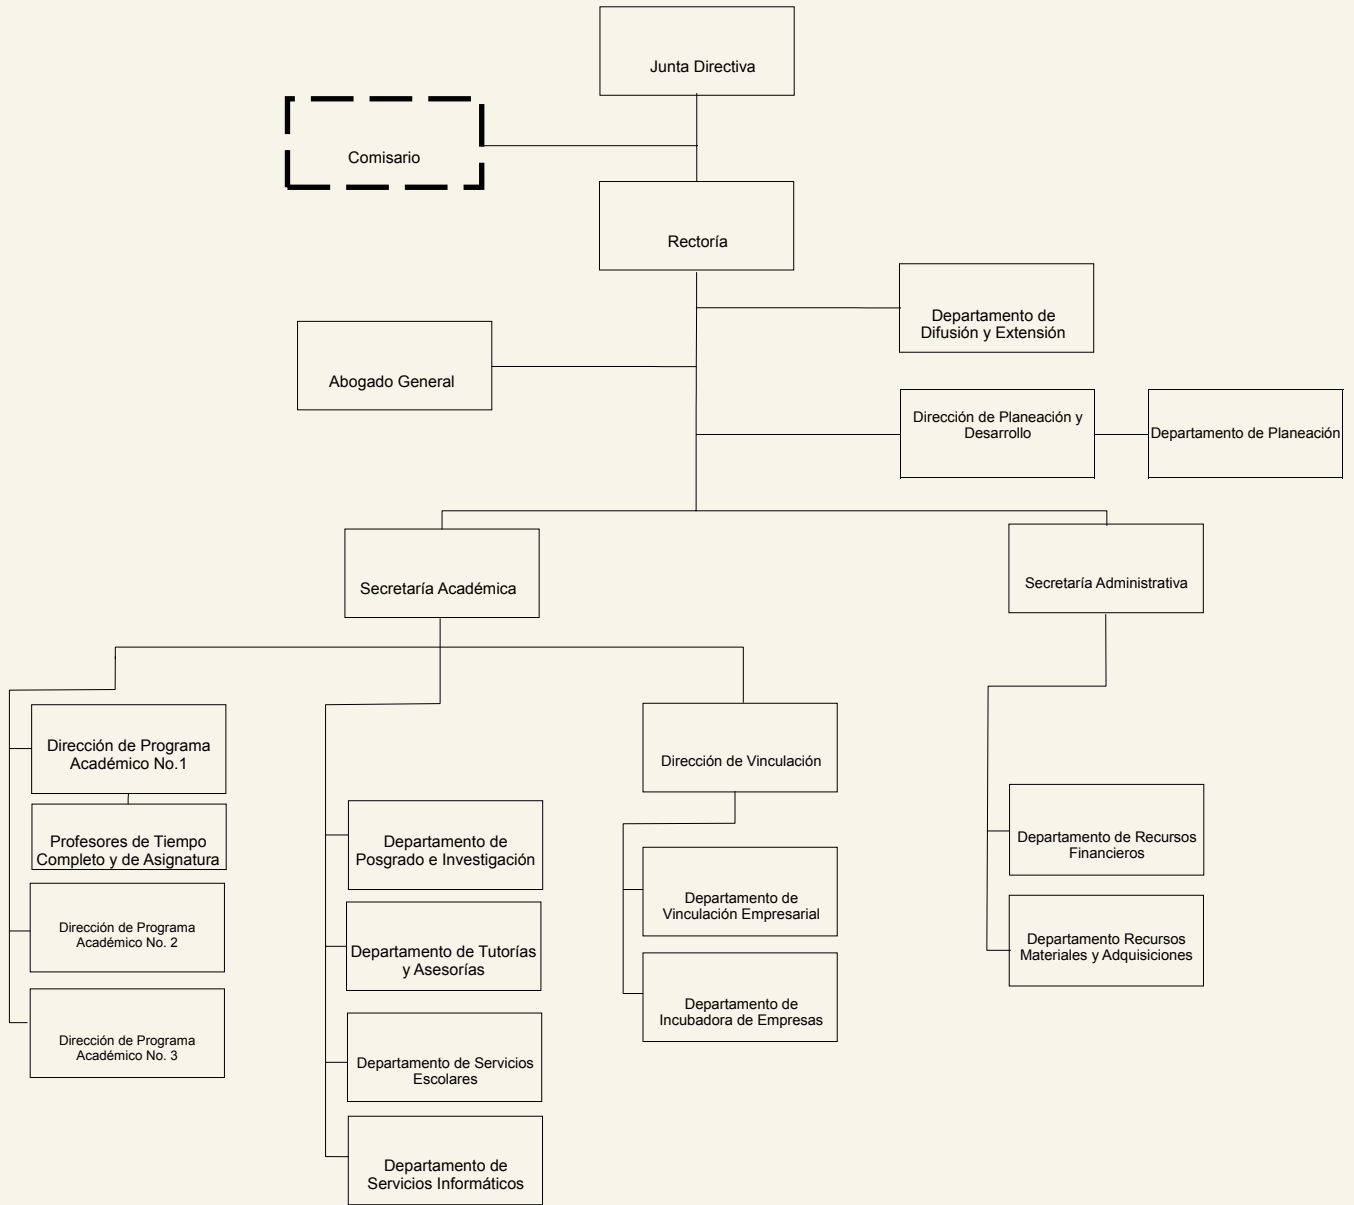 Junta Directiva
Comisario
Rectoría
Departamento de
Difusión y Extensión
Abogado General
Dirección de Planeación y
Desarrollo
Departamento de Planeación
Secretaría Académica
Secretaría Administrativa
Dirección de Programa
Académico No.1
Profesores de Tiempo
Completo y de Asignatura
Dirección de Programa
Académico No. 2
Dirección de Programa
Académico No. 3
Departamento de
Posgrado e Investigación
Departamento de Tutorías
y Asesorías
Departamento de Servicios
Escolares
Departamento de
Servicios Informáticos
Dirección de Vinculación
Departamento de
Vinculación Empresarial
Departamento de
Incubadora de Empresas
Departamento de Recursos
Financieros
Departamento Recursos
Materiales y Adquisiciones